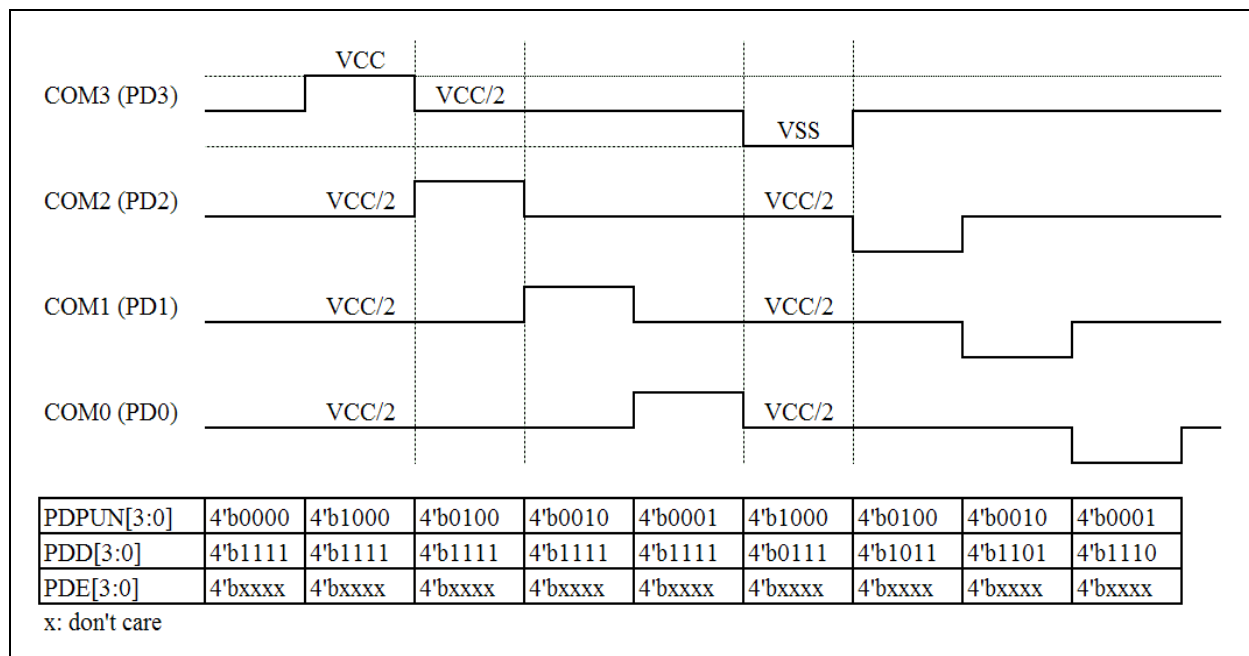 VCC
COM3 (PD3) VCC/2
VSS
COM2 (PD2) VCC/2 VCC/2
COM1 (PD1) VCC/2 VCC/2
COM0 (PD0) VCC/2 VCC/2
PDPUN[3:0] 4'b0000 4'b1000 4'b0100 4'b0010 4'b0001 4'b1000 4'b0100 4'b0010 4'b0001
PDD[3:0] 4'b1111 4'b1111 4'b1111 4'b1111 4'b1111 4'b0111 4'b1011 4'b1101 4'b1110
PDE[3:0] 4'bxxxx 4'bxxxx 4'bxxxx 4'bxxxx 4'bxxxx 4'bxxxx 4'bxxxx 4'bxxxx 4'bxxxx
x: don't care